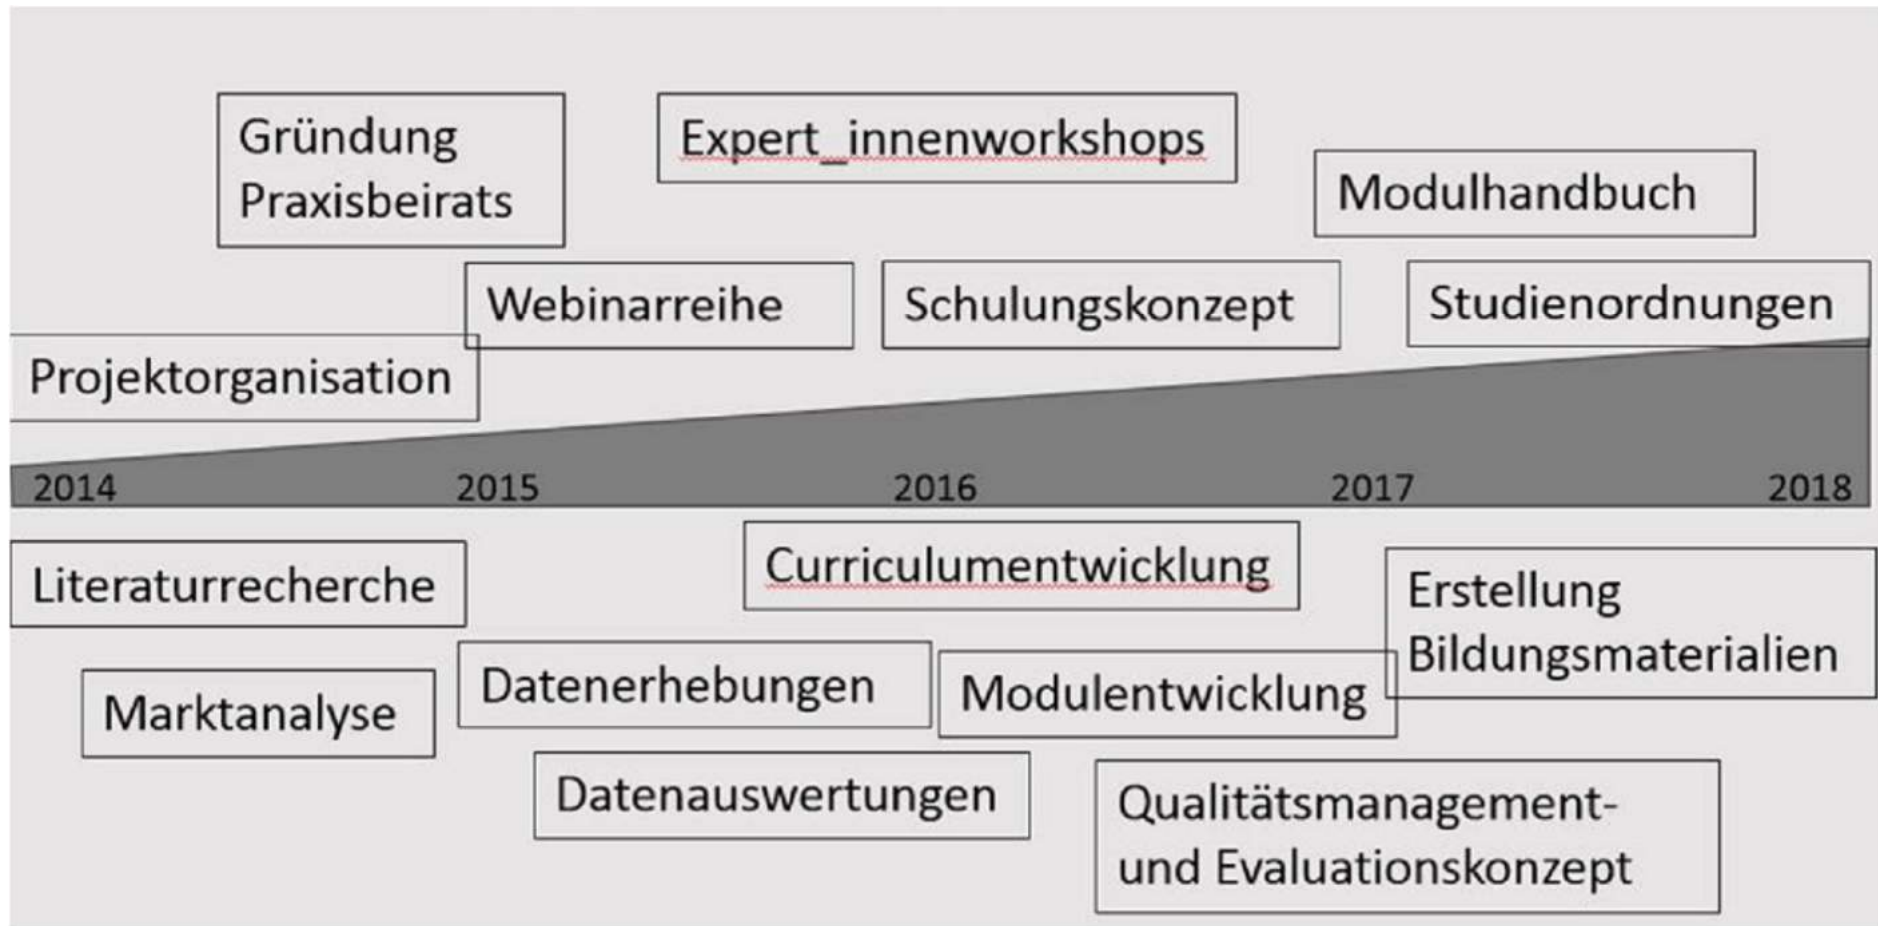 Gründung
Praxisbeirats
Expert_innenworkshops
Modulhandbuch
Webinarreihe
Schulungskonzept
Studienordnungen
Projektorganisation
2014
2015
2016
2017
2018
Literaturrecherche
Curriculumentwicklung
Erstellung
Bildungsmaterialien
Marktanalyse
Datenerhebungen
Modulentwicklung
Datenauswertungen
Qualitätsmanagement-
und Evaluationskonzept